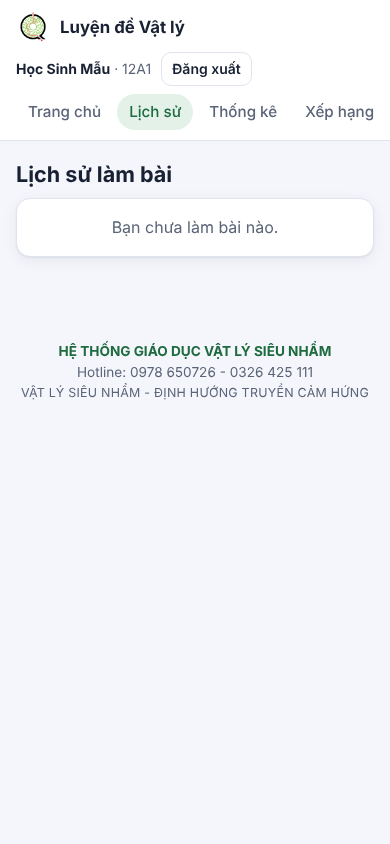 Luyện đề Vật lý
Học Sinh Mẫu · 12A1 Đăng xuất
Trang chủ Lịch sử Thống kê Xếp hạng
Lịch sử làm bài
Bạn chưa làm bài nào.
HỆ THỐNG GIÁO DỤC VẬT LÝ SIÊU NHẨM
Hotline: 0978 650726 - 0326 425 111
VẬT LÝ SIÊU NHẨM - ĐỊNH HƯỚNG TRUYỀN CẢM HỨNG